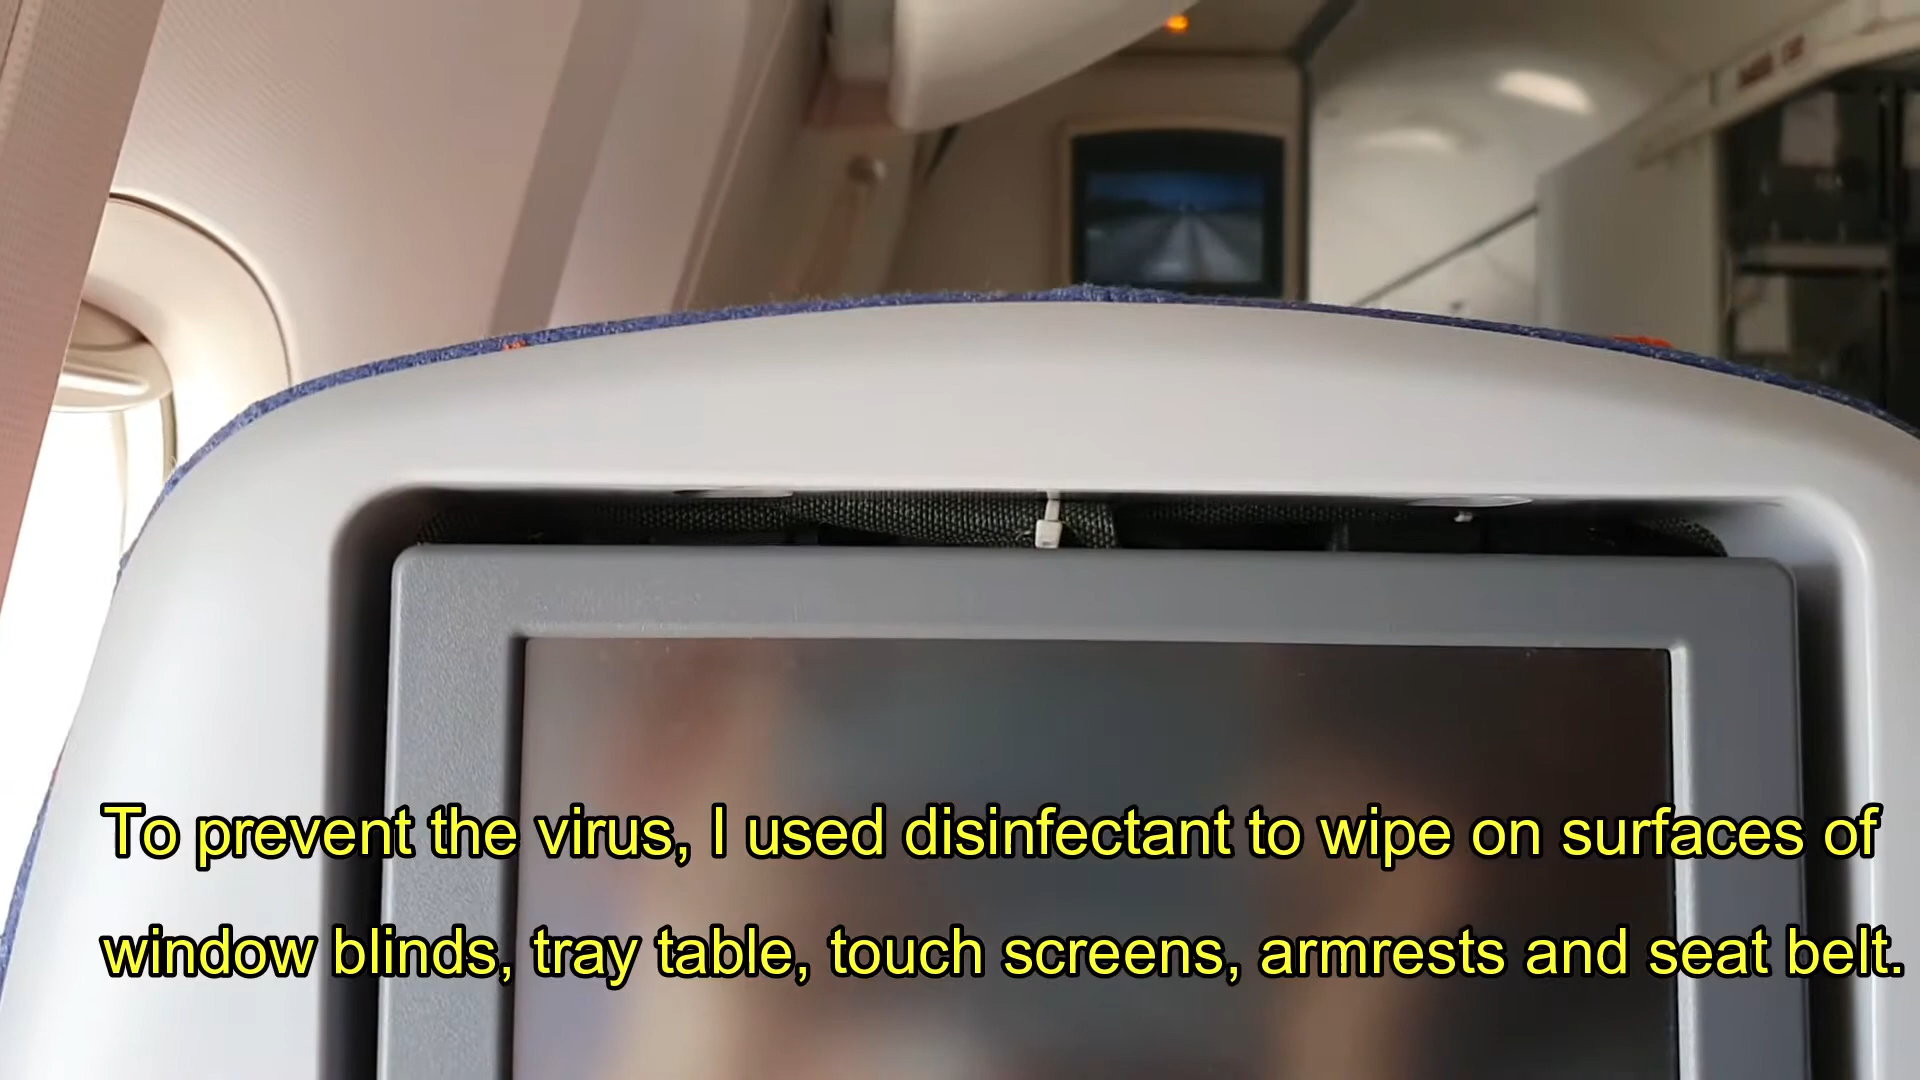 To prevent the virus, I used disinfectant to wipe on surfaces of
window blinds, tray table, touch screens, armrests and seat belt.